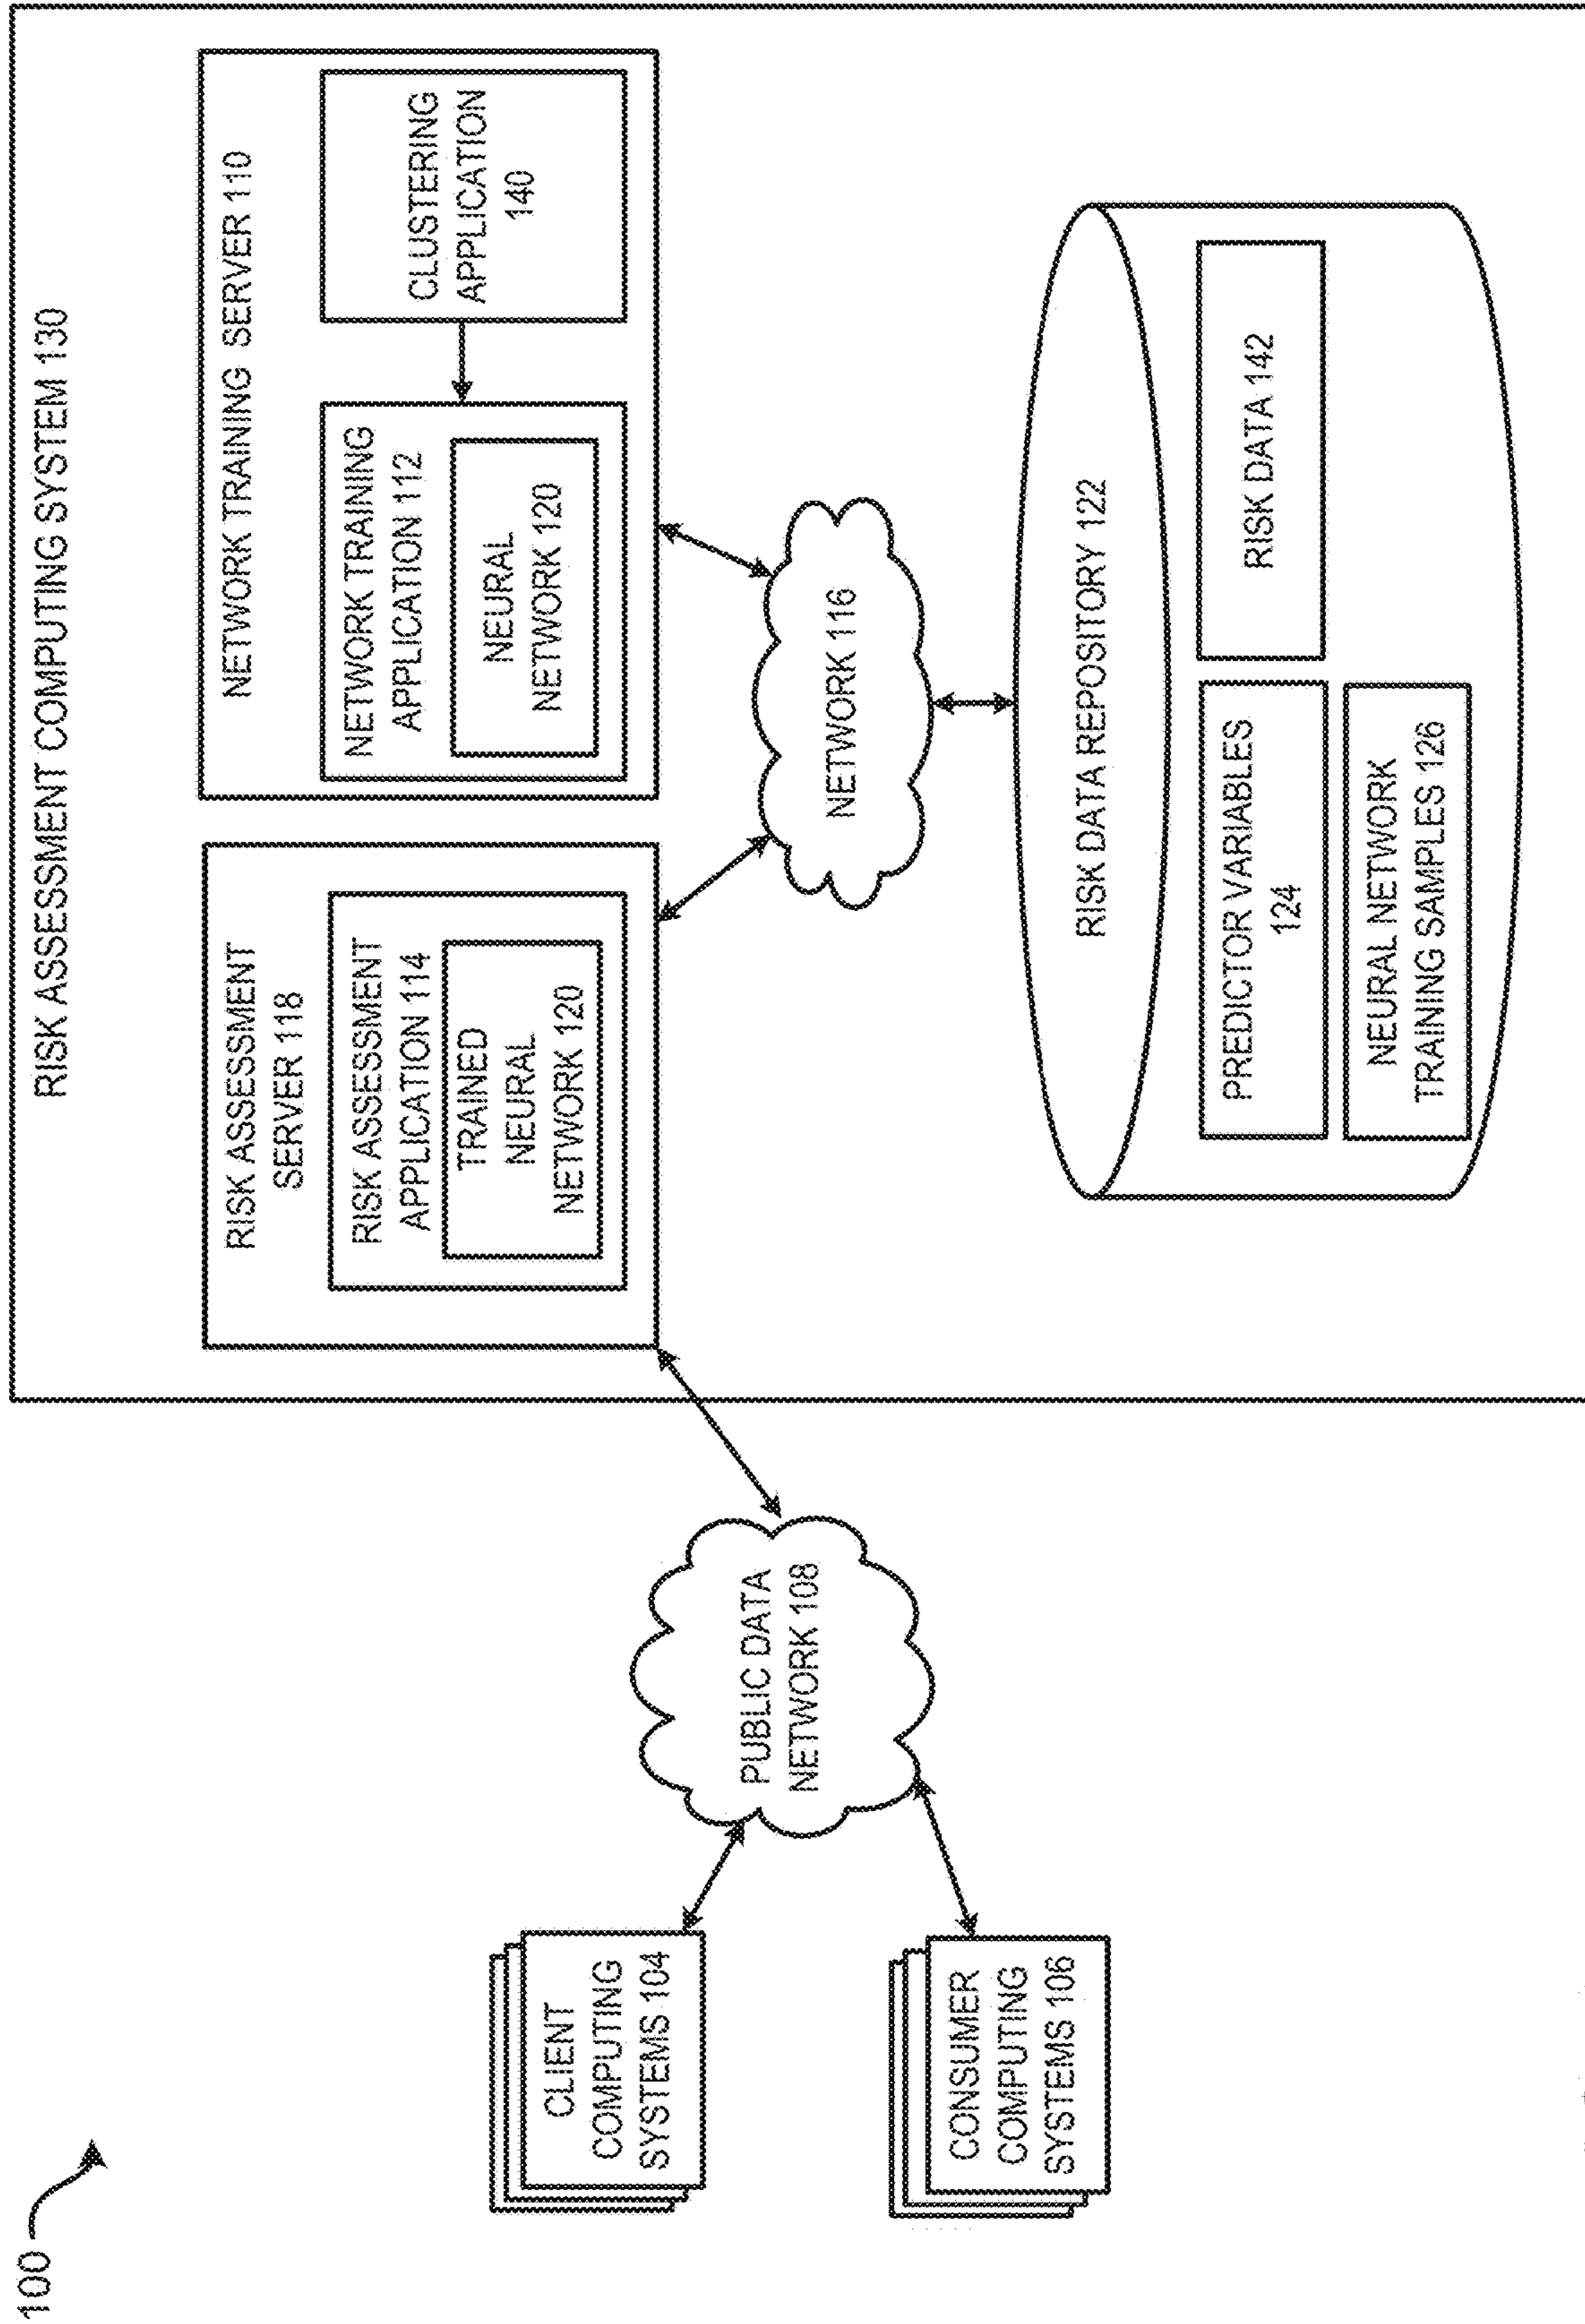 100
RISK ASSESSMENT COMPUTING SYSTEM 130
RISK ASSESSMENT
SERVER 118
RISK ASSESSMENT
APPLICATION 114
TRAINED
NEURAL
NETWORK 120
NETWORK TRAINING SERVER 110
NETWORK TRAINING
APPLICATION 112
NEURAL
NETWORK 120
CLUSTERING
APPLICATION
140
CLIENT
COMPUTING
SYSTEMS 104
PUBLIC DATA
NETWORK 108
NETWORK 116
CONSUMER
COMPUTING
SYSTEMS 106
RISK DATA REPOSITORY 122
PREDICTOR VARIABLES
124
RISK DATA 142
NEURAL NETWORK
TRAINING SAMPLES 126